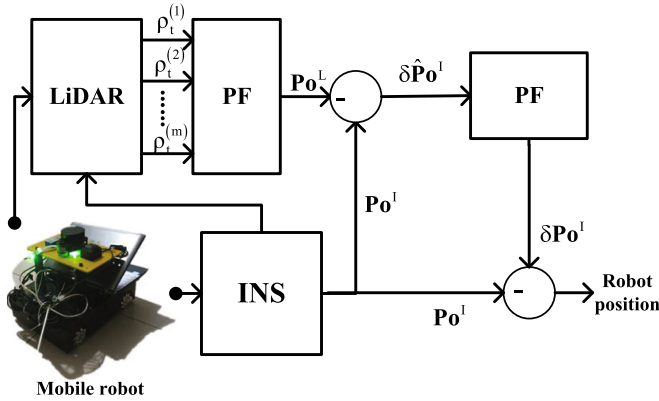 ρₜ⁽¹⁾
ρₜ⁽²⁾
ρₜ⁽ᵐ⁾
LiDAR
PF
Poᴸ
-
δP̂oᴵ
PF
Poᴵ
δPoᴵ
INS
-
Poᴵ
Robot
position
Mobile robot